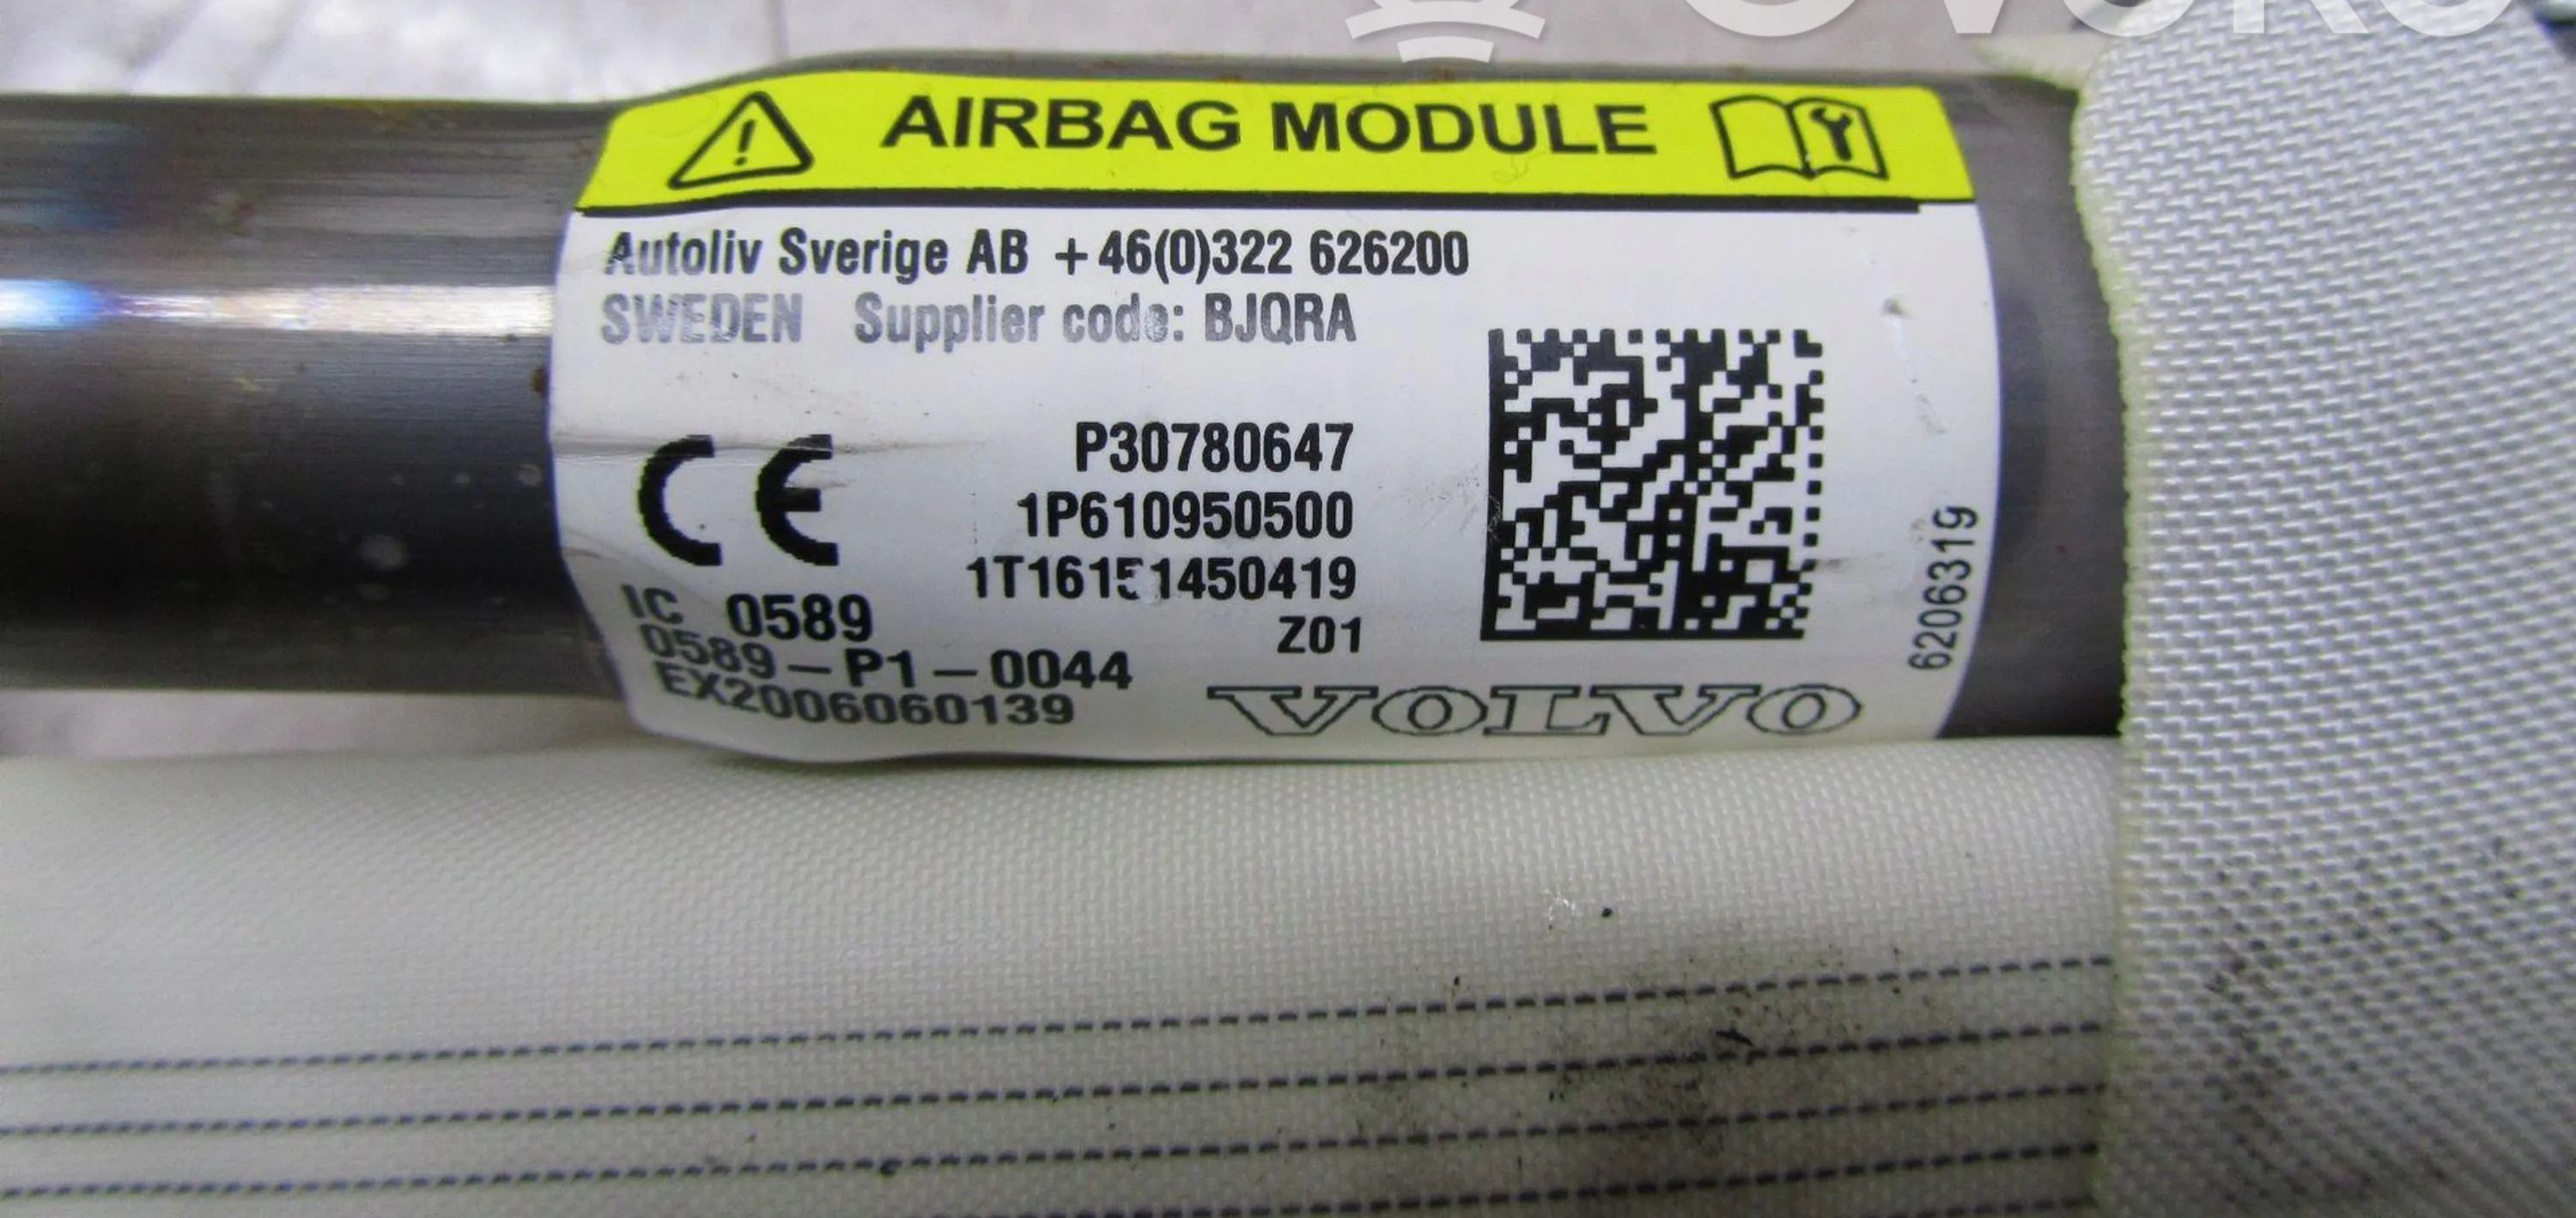 AIRBAG MODULE
Autoliv Sverige AB +46(0)322 626200
SWEDEN Supplier code: BJQRA
P30780647
1P610950500
1T16151450419
Z01
IC 0589
0589-P1-0044
EX2006060139
VOLVO
6206319